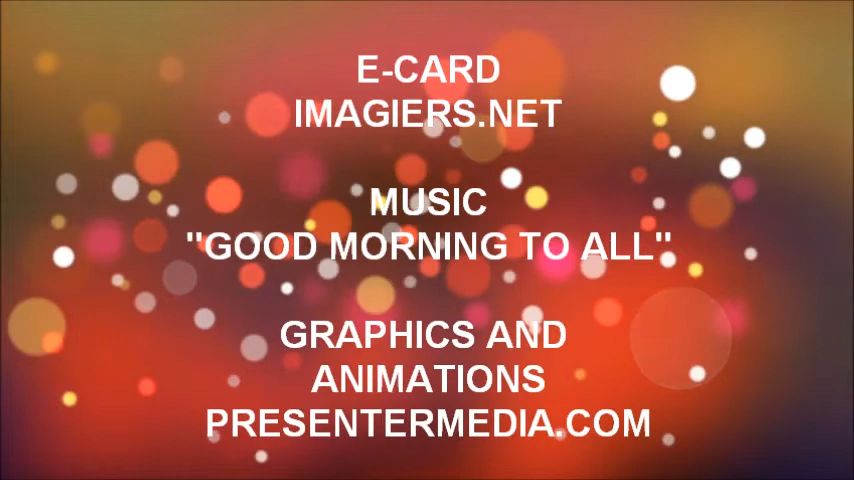 E-CARD
IMAGIERS.NET
MUSIC
"GOOD MORNING TO ALL"
GRAPHICS AND
ANIMATIONS
PRESENTERMEDIA.COM